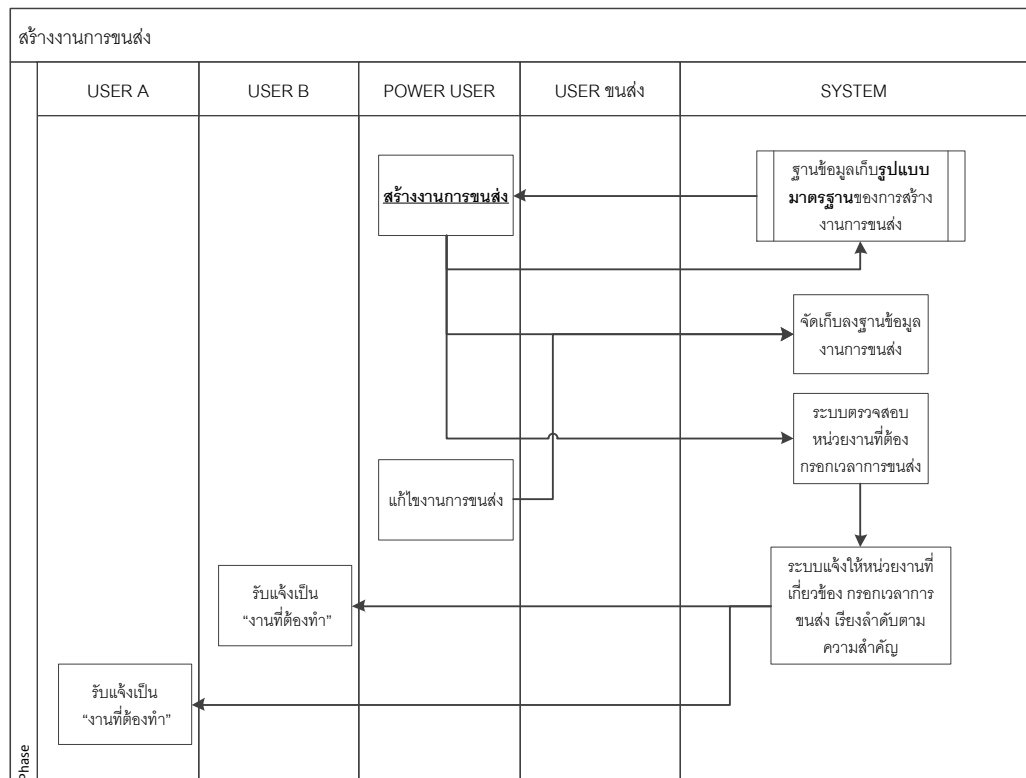 สร้างงานการขนส่ง
USER A
USER B
POWER USER
USER ขนส่ง
SYSTEM
สร้างงานการขนส่ง
ฐานข้อมูลเก็บรูปแบบ
มาตรฐานของการสร้าง
งานการขนส่ง
จัดเก็บลงฐานข้อมูล
งานการขนส่ง
ระบบตรวจสอบ
หน่วยงานที่ต้อง
กรอกเวลาการขนส่ง
แก้ไขงานการขนส่ง
ระบบแจ้งให้หน่วยงานที่
เกี่ยวข้อง กรอกเวลาการ
ขนส่ง เรียงลำดับตาม
ความสำคัญ
รับแจ้งเป็น
“งานที่ต้องทำ”
รับแจ้งเป็น
“งานที่ต้องทำ”
Phase